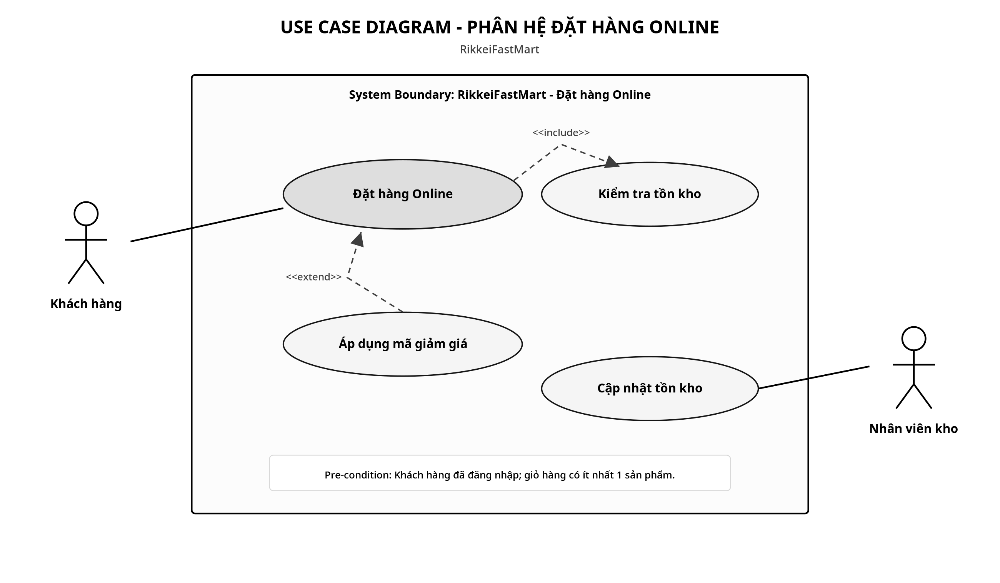 USE CASE DIAGRAM - PHÂN HỆ ĐẶT HÀNG ONLINE
RikkeiFastMart
System Boundary: RikkeiFastMart - Đặt hàng Online
<<include>>
Đặt hàng Online
Kiểm tra tồn kho
<<extend>>
Khách hàng
Áp dụng mã giảm giá
Cập nhật tồn kho
Nhân viên kho
Pre-condition: Khách hàng đã đăng nhập; giỏ hàng có ít nhất 1 sản phẩm.